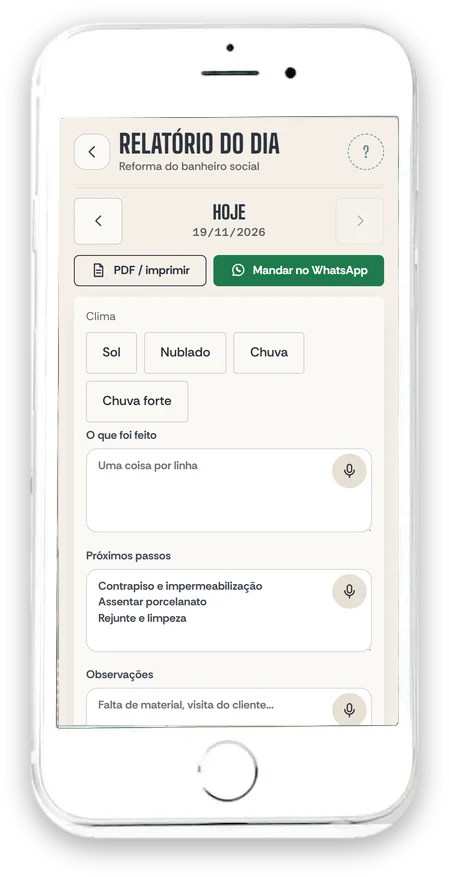 RELATÓRIO DO DIA
Reforma do banheiro social
?
HOJE
19/11/2026
PDF / imprimir
Mandar no WhatsApp
Clima
Sol
Nublado
Chuva
Chuva forte
O que foi feito
Uma coisa por linha
Próximos passos
Contrapiso e impermeabilização
Assentar porcelanato
Rejunte e limpeza
Observações
Falta de material, visita do cliente...